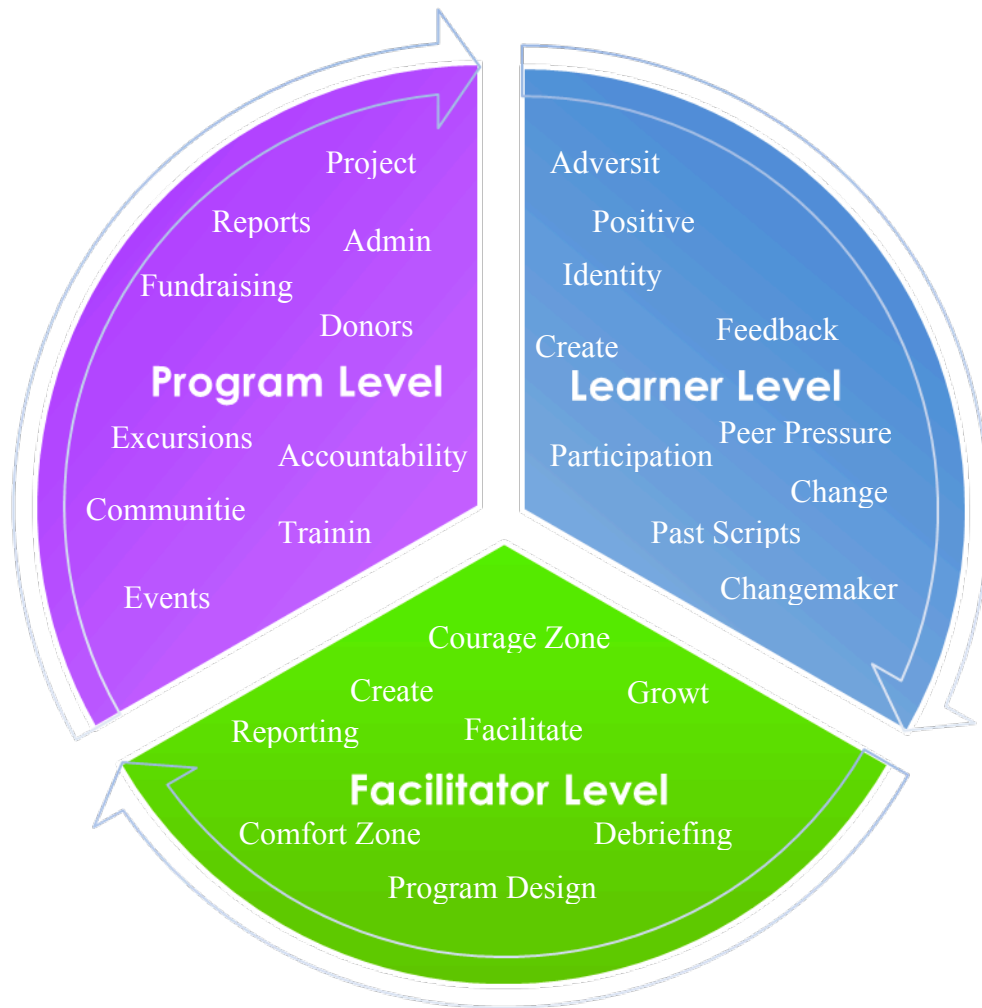 Project
Reports
Admin
Fundraising
Donors
Program Level
Excursions
Accountability
Communitie
Trainin
Events
Adversit
Positive
Identity
Feedback
Create
Learner Level
Peer Pressure
Participation
Change
Past Scripts
Changemaker
Courage Zone
Create
Growt
Reporting
Facilitate
Facilitator Level
Comfort Zone
Debriefing
Program Design